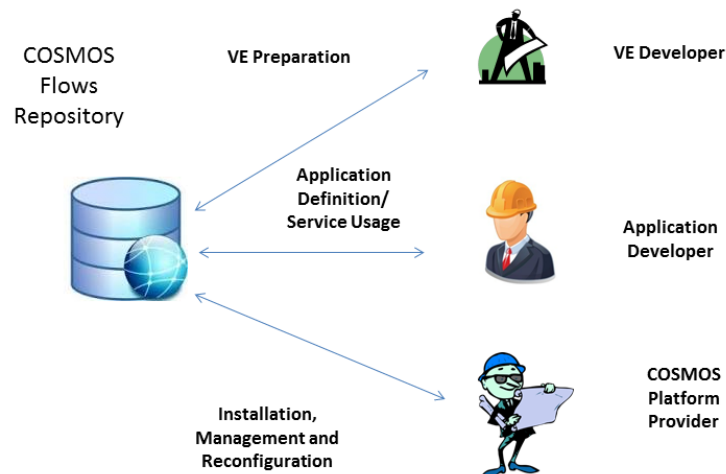 COSMOS
Flows
Repository
VE Preparation
VE Developer
Application
Definition/
Service Usage
Application
Developer
COSMOS
Platform
Provider
Installation,
Management and
Reconfiguration